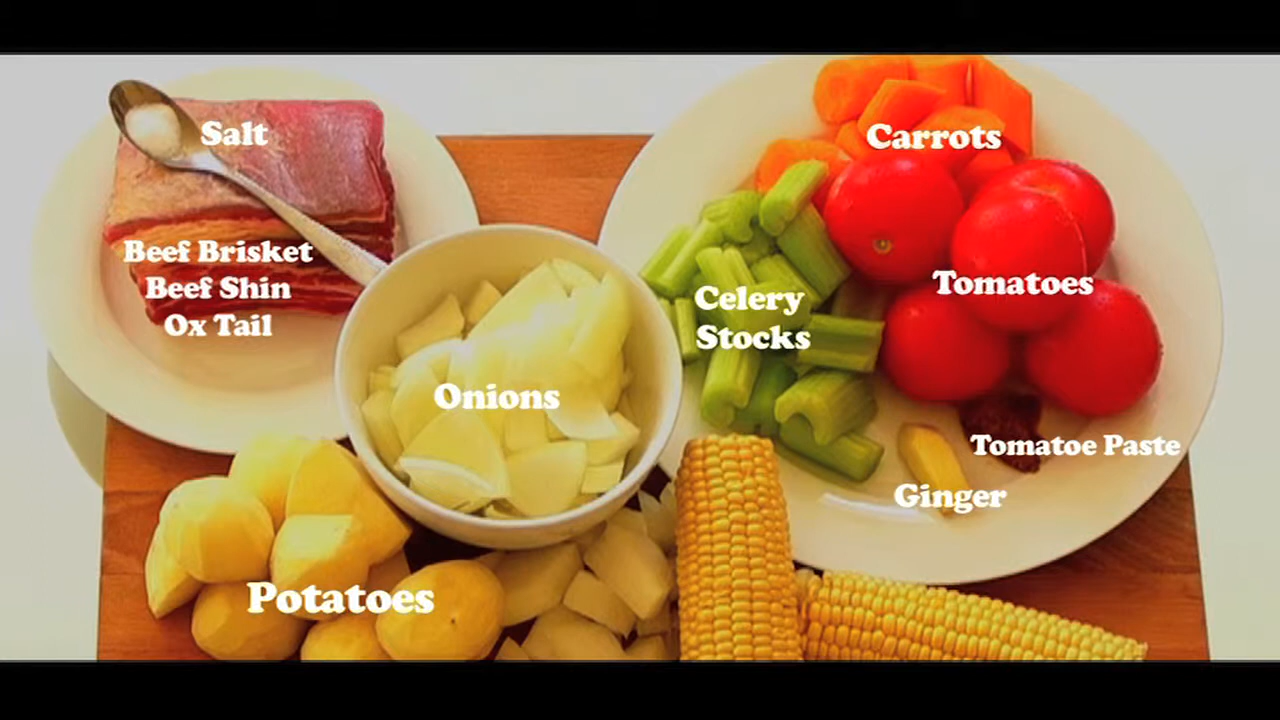 Salt
Carrots
Beef Brisket
Beef Shin
Ox Tail
Tomatoes
Celery
Stocks
Onions
Tomatoe Paste
Ginger
Potatoes